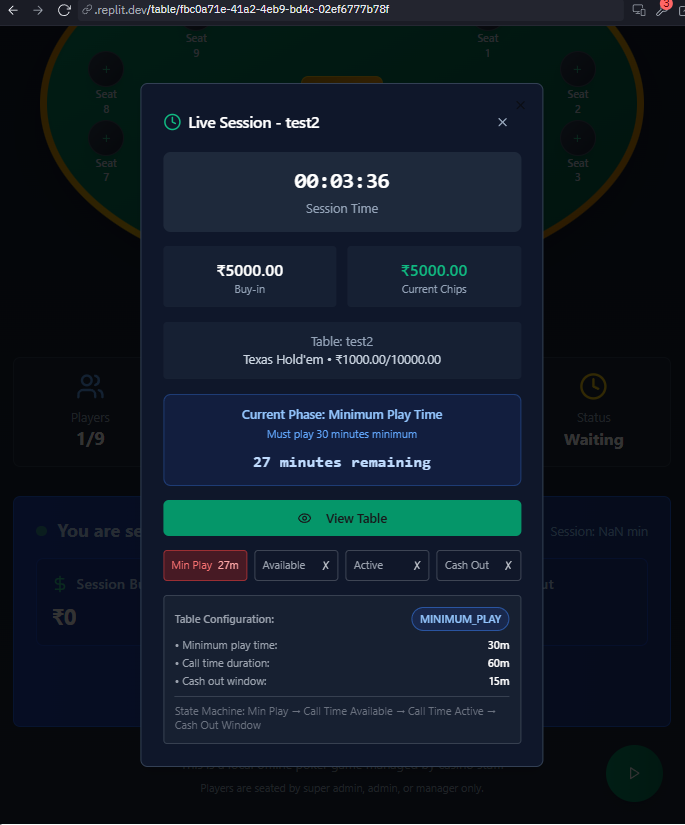 .replit.dev/table/fbc0a71e-41a2-4eb9-bd4c-02ef6777b78f
3
Seat
9
Seat
1
Seat
8
Seat
2
Seat
7
Seat
3
Live Session - test2
00:03:36
Session Time
₹5000.00
Buy-in
₹5000.00
Current Chips
Table: test2
Texas Hold'em • ₹1000.00/10000.00
Players
1/9
Status
Waiting
Current Phase: Minimum Play Time
Must play 30 minutes minimum
27 minutes remaining
View Table
You are se
Session: NaN min
Min Play 27m
Available X
Active X
Cash Out X
Session B
ut
₹0
Table Configuration:
MINIMUM_PLAY
• Minimum play time: 30m
• Call time duration: 60m
• Cash out window: 15m
State Machine: Min Play → Call Time Available → Call Time Active →
Cash Out Window
Players are seated by super admin, admin, or manager only.